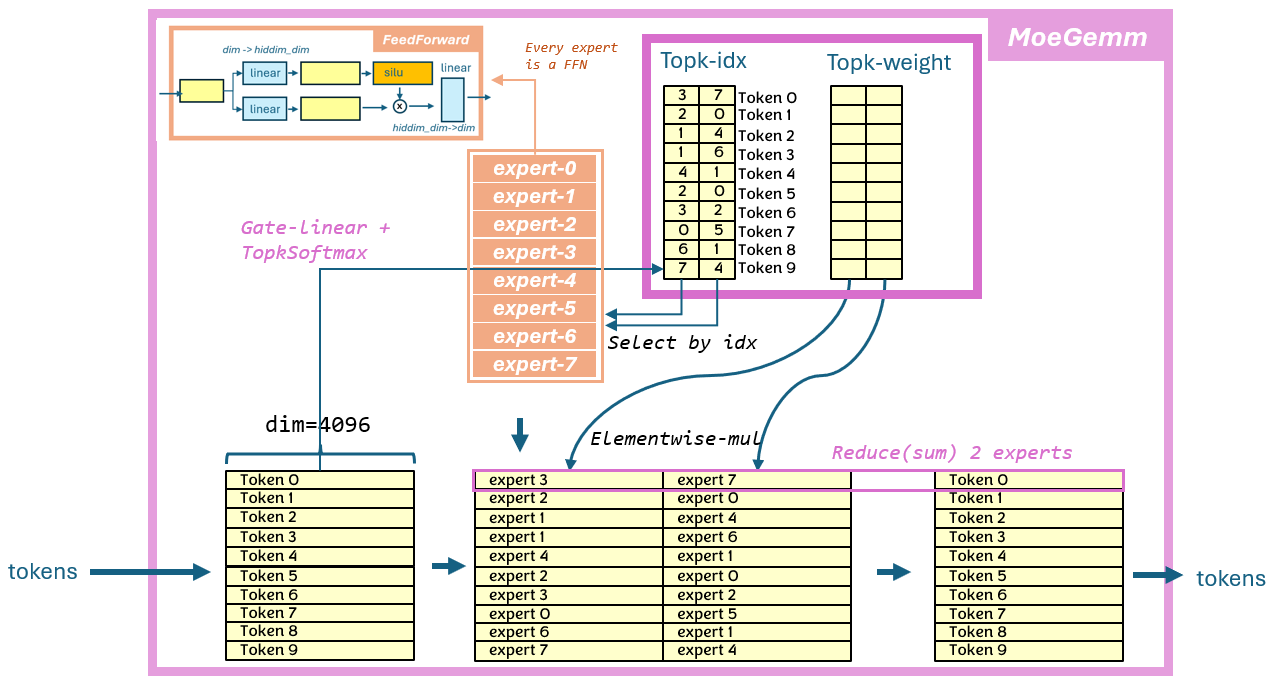 MoeGemm
FeedForward
dim -> hiddim_dim
linear
silu
linear
linear
x
hiddim_dim->dim
Every expert
is a FFN
expert-0
expert-1
expert-2
expert-3
expert-4
expert-5
expert-6
expert-7
Gate-linear +
TopkSoftmax
Topk-idx
Topk-weight
3 7 Token 0
2 0 Token 1
1 4 Token 2
1 6 Token 3
4 1 Token 4
2 0 Token 5
3 2 Token 6
0 5 Token 7
6 1 Token 8
7 4 Token 9
Select by idx
dim=4096
Elementwise-mul
Reduce(sum) 2 experts
tokens
Token 0
Token 1
Token 2
Token 3
Token 4
Token 5
Token 6
Token 7
Token 8
Token 9
expert 3 expert 7
expert 2 expert 0
expert 1 expert 4
expert 1 expert 6
expert 4 expert 1
expert 2 expert 0
expert 3 expert 2
expert 0 expert 5
expert 6 expert 1
expert 7 expert 4
Token 0
Token 1
Token 2
Token 3
Token 4
Token 5
Token 6
Token 7
Token 8
Token 9
tokens